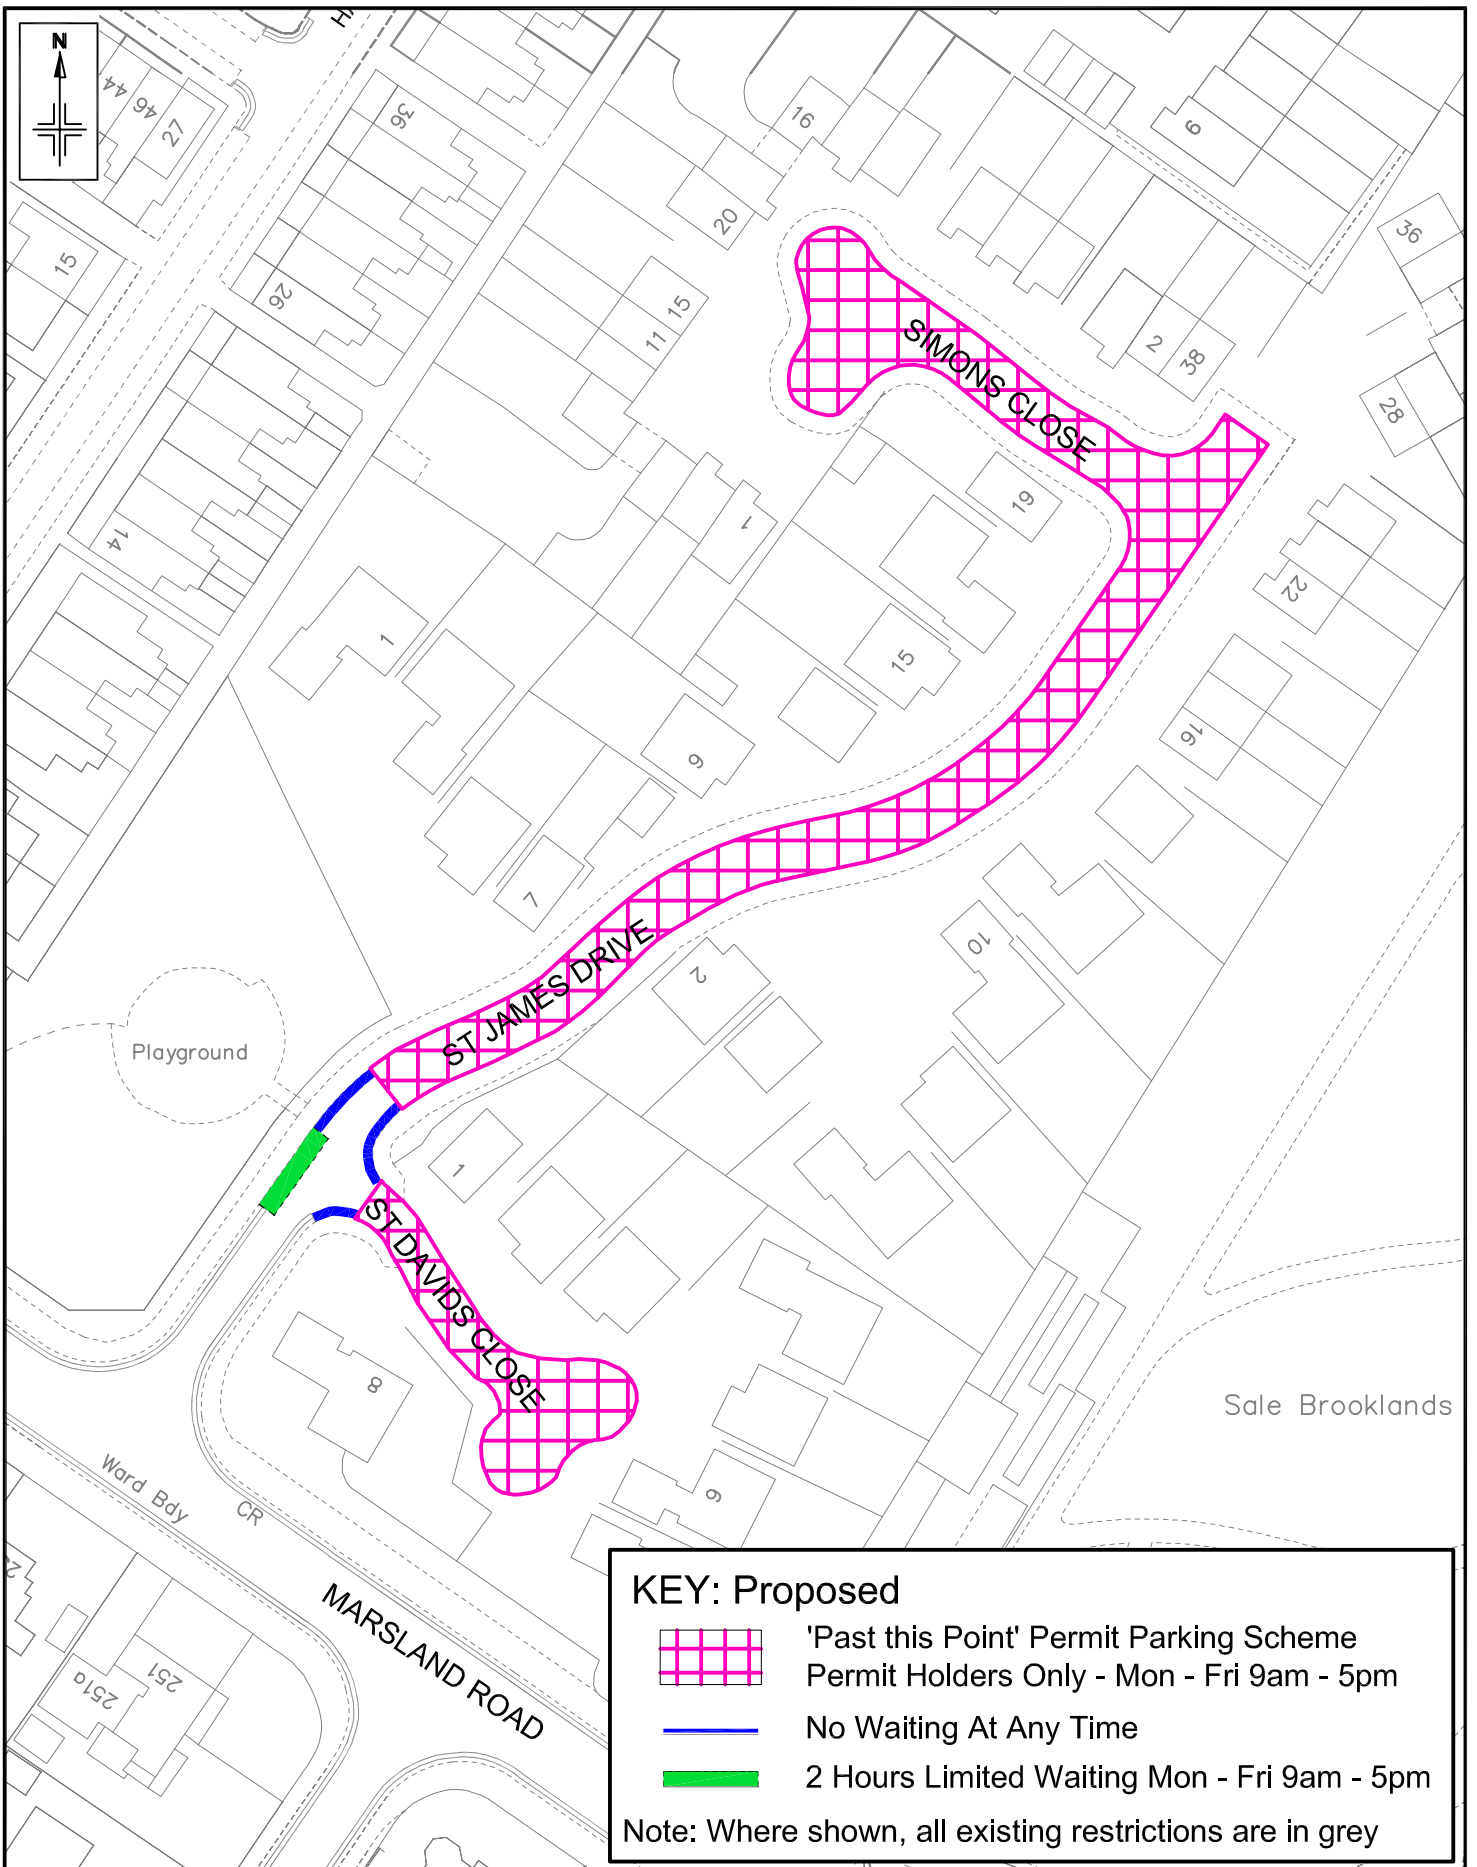 N
44
46
27
15
36
26
14
16
20
6
36
28
11 15
2
38
SIMONS CLOSE
1
19
22
1
15
16
6
7
ST JAMES DRIVE
2
10
Playground
1
ST DAVIDS CLOSE
8
6
Sale Brooklands
Ward Bdy
CR
MARSLAND ROAD
251
251a
KEY: Proposed
'Past this Point' Permit Parking Scheme
Permit Holders Only - Mon - Fri 9am - 5pm
No Waiting At Any Time
2 Hours Limited Waiting Mon - Fri 9am - 5pm
Note: Where shown, all existing restrictions are in grey